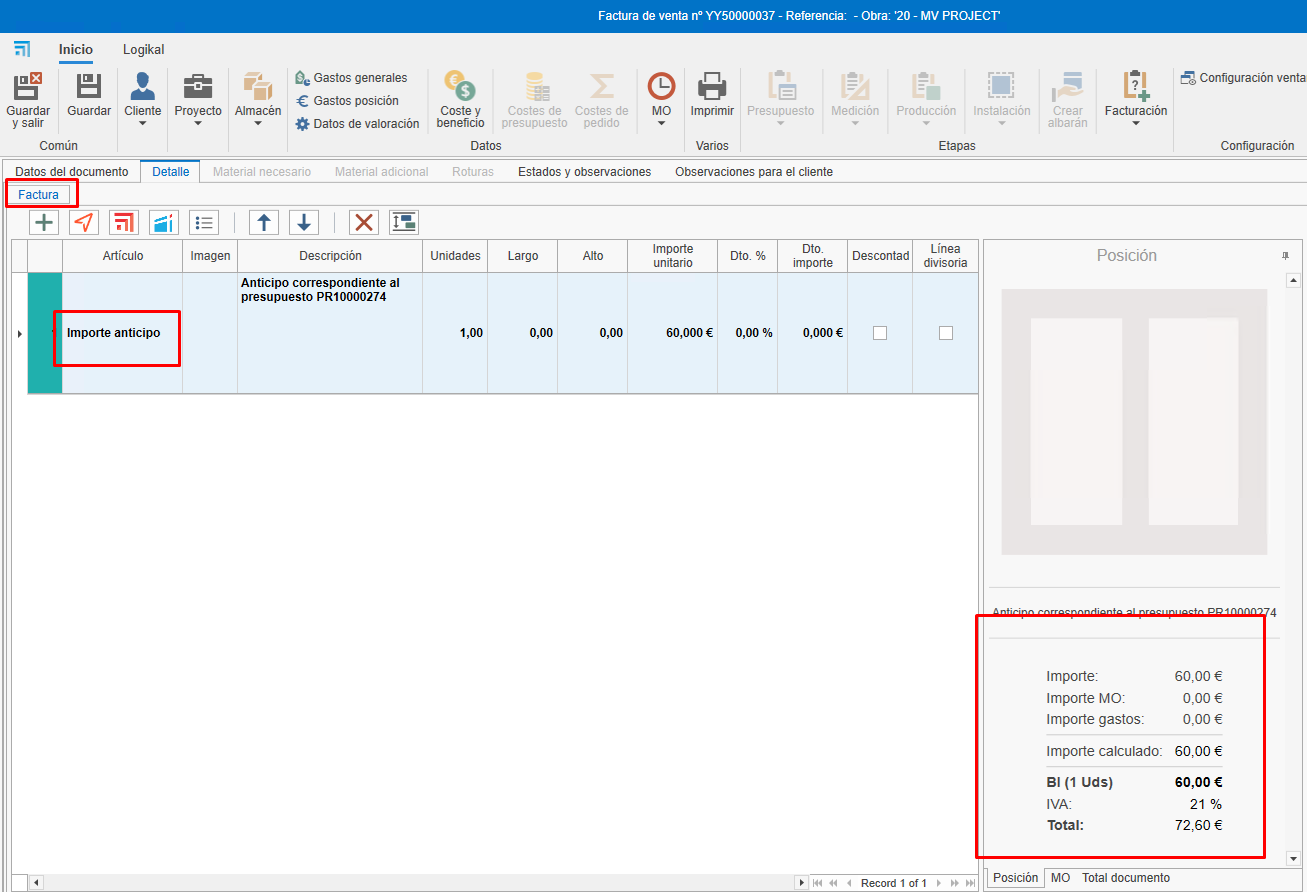 Factura de venta nº YY50000037 - Referencia:  - Obra: '20 - MV PROJECT'
Inicio Logikal
Guardar y salir
Guardar
Cliente
Proyecto
Almacén
Gastos generales
Gastos posición
Datos de valoración
Coste y beneficio
Costes de presupuesto
Costes de pedido
MO
Imprimir
Presupuesto
Medición
Producción
Instalación
Crear albarán
Facturación
Configuración venta
Común Datos Varios Etapas Configuración
Datos del documento Detalle Material necesario Material adicional Roturas Estados y observaciones Observaciones para el cliente
Factura
Artículo Imagen Descripción Unidades Largo Alto Importe unitario Dto. % Dto. importe Descontad Línea divisoria
Anticipo correspondiente al
presupuesto PR10000274
Importe anticipo 1,00 0,00 0,00 60,000 € 0,00 % 0,000 €
Record 1 of 1
Posición
Anticipo correspondiente al presupuesto PR10000274
Importe: 60,00 €
Importe MO: 0,00 €
Importe gastos: 0,00 €
Importe calculado: 60,00 €
BI (1 Uds) 60,00 €
IVA: 21 %
Total: 72,60 €
Posición MO Total documento